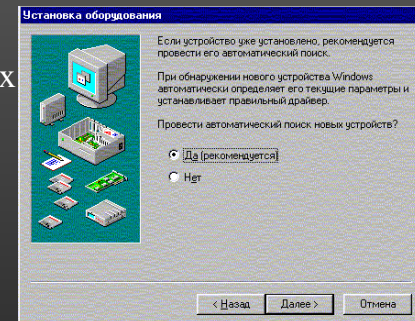 Установка оборудования
Если устройство уже установлено, рекомендуется
провести его автоматический поиск.
х
При обнаружении нового устройства Windows
автоматически определяет его текущие параметры и
устанавливает правильный драйвер.
Провести автоматический поиск новых устройств?
Да (рекомендуется)
Нет
< Назад
Далее >
Отмена